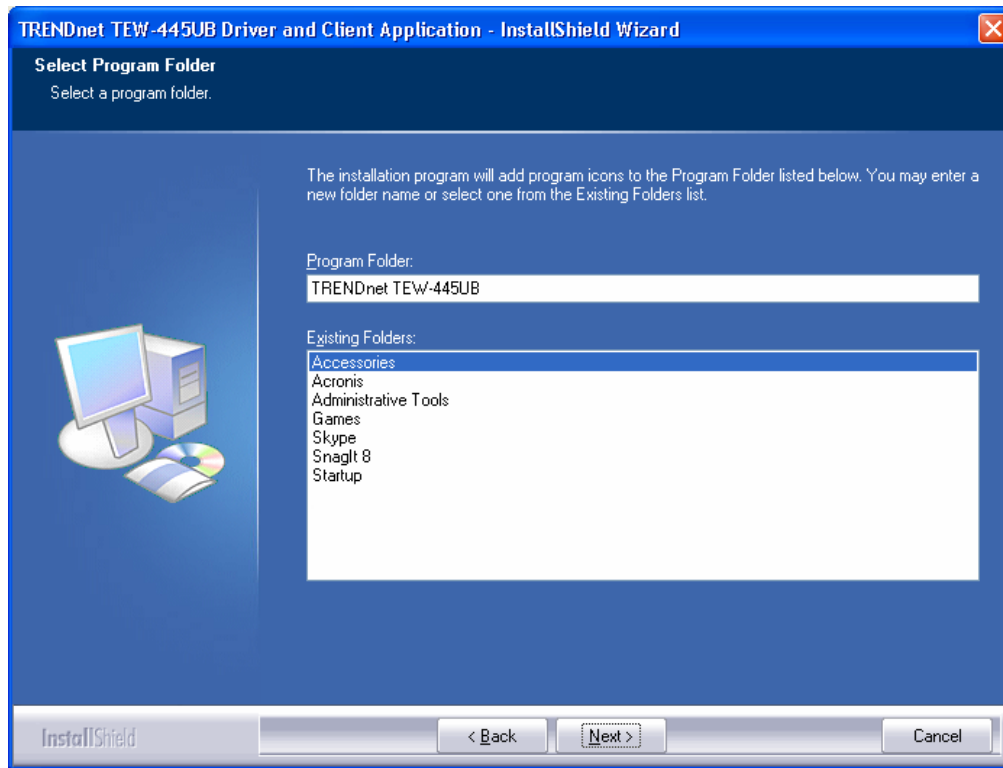 TRENDnet TEW-445UB Driver and Client Application - InstallShield Wizard
Select Program Folder
Select a program folder.
The installation program will add program icons to the Program Folder listed below. You may enter a
new folder name or select one from the Existing Folders list.
Program Folder:
TRENDnet TEW-445UB
Existing Folders:
Accessories
Acronis
Administrative Tools
Games
Skype
SnagIt 8
Startup
InstallShield
< Back
Next >
Cancel